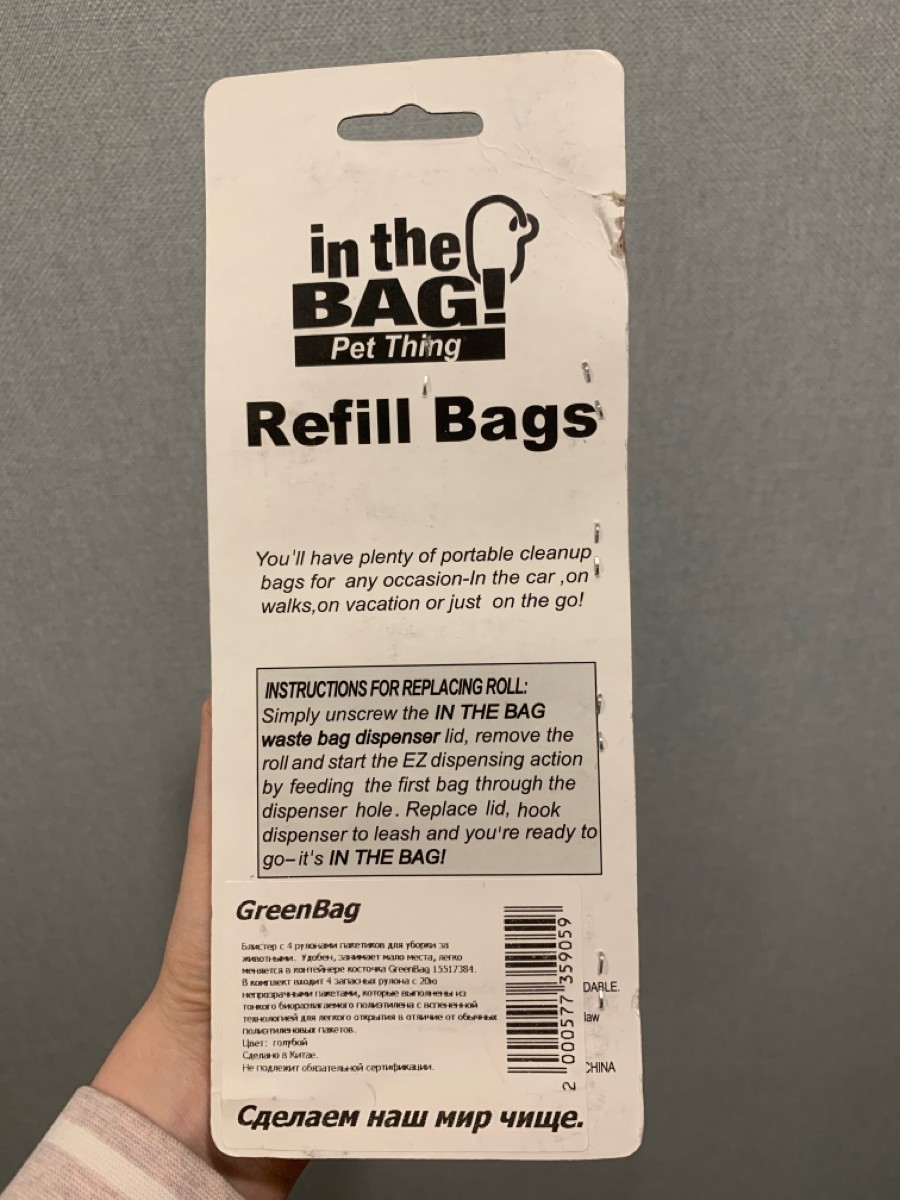 in the
BAG!
Pet Thing
Refill Bags
You'll have plenty of portable cleanup
bags for any occasion-In the car ,on
walks,on vacation or just on the go!
INSTRUCTIONS FOR REPLACING ROLL:
Simply unscrew the IN THE BAG
waste bag dispenser lid, remove the
roll and start the EZ dispensing action
by feeding the first bag through the
dispenser hole. Replace lid, hook
dispenser to leash and you're ready to
go–it's IN THE BAG!
GreenBag
Блистер с 4 рулонами пакетиков для уборки за
животными. Удобен, занимает мало места, легко
меняется в контейнере косточка GreenBag 15517384.
В комплект входит 4 запасных рулона с 20ю
непрозрачными пакетами, которые выполнены из
тонкого биоразлагаемого полиэтилена с вспененной
технологией для легкого открытия в отличие от обычных
полиэтиленовых пакетов.
Цвет: голубой
Сделано в Китае.
Не подлежит обязательной сертификации.
2 000577 359059
DABLE.
law
CHINA
Сделаем наш мир чище.